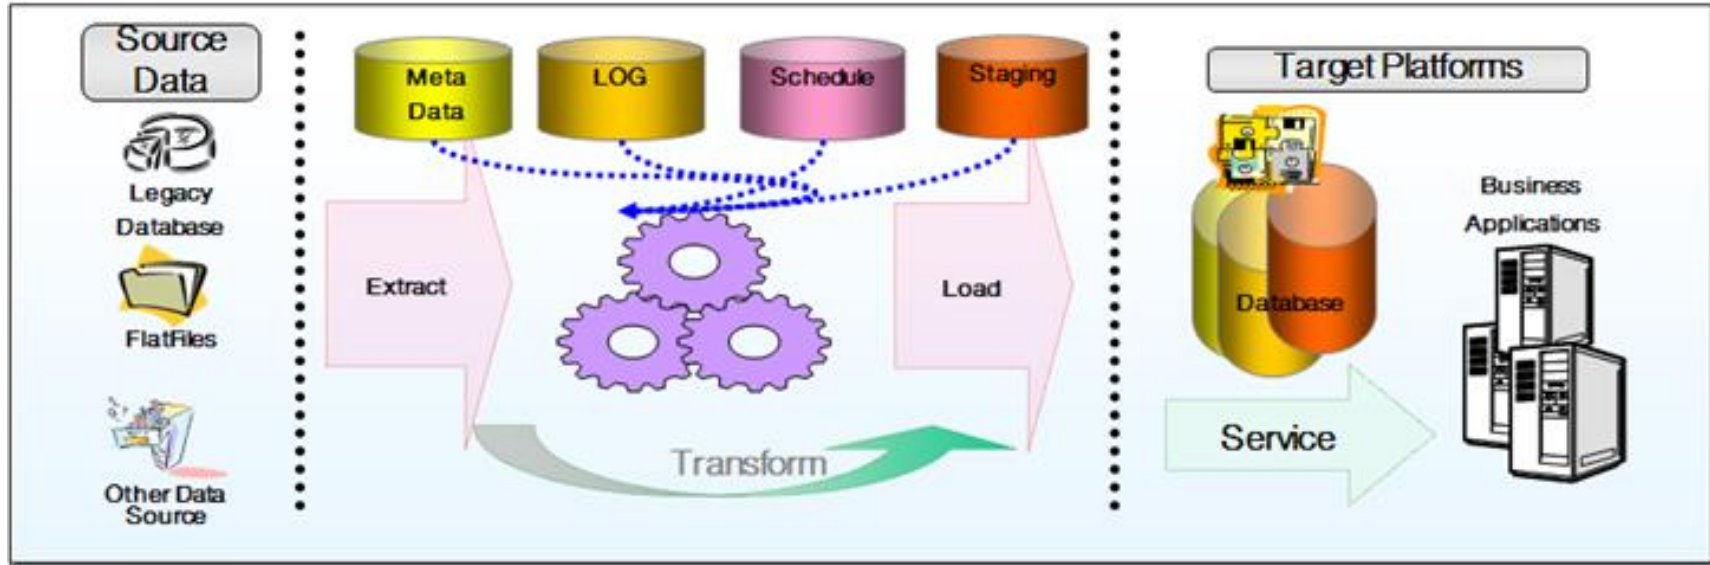 Source
Data
Legacy
Database
FlatFiles
Other Data
Source
Meta
Data
LOG
Schedule
Staging
Extract
Load
Transform
Target Platforms
Database
Business
Applications
Service